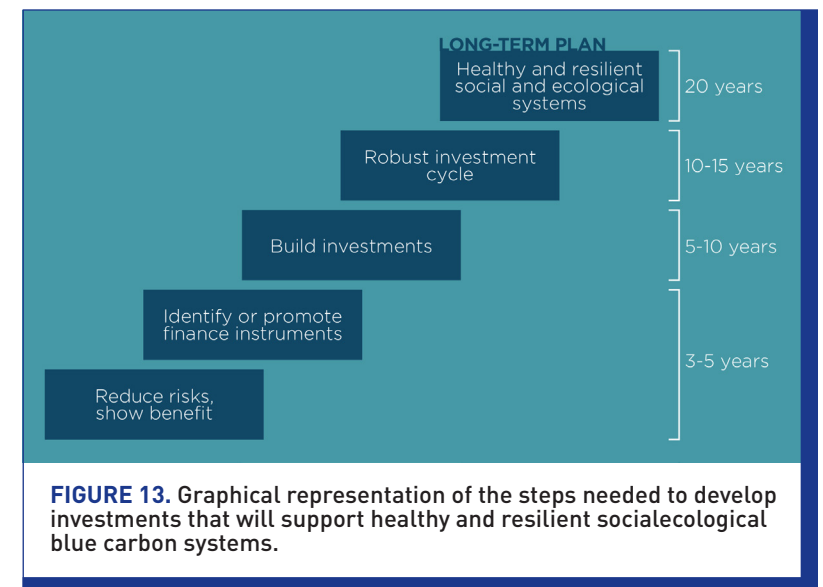 LONG-TERM PLAN
Healthy and resilient
social and ecological
systems
20 years
Robust investment
cycle
10-15 years
Build investments
5-10 years
Identify or promote
finance instruments
3-5 years
Reduce risks,
show benefit
FIGURE 13. Graphical representation of the steps needed to develop
investments that will support healthy and resilient socialecological
blue carbon systems.